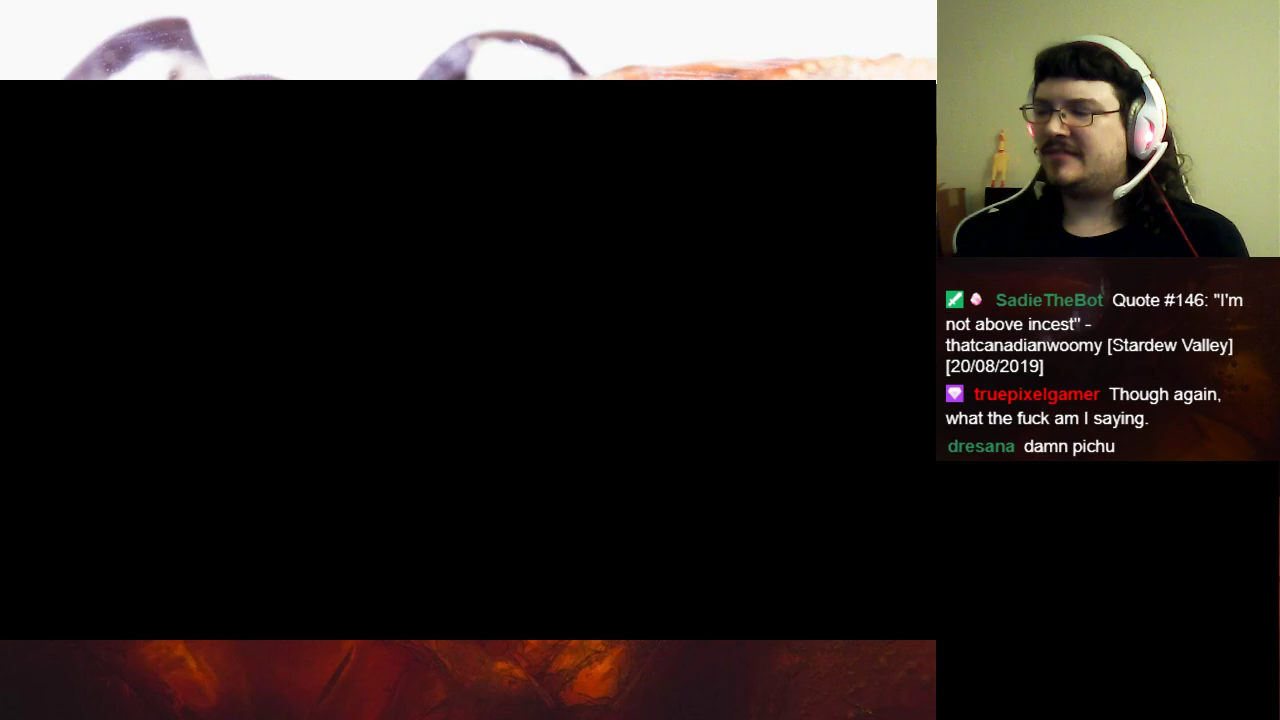 SadieTheBot Quote #146: "I'm
not above incest" -
thatcanadianwoomy [Stardew Valley]
[20/08/2019]
truepixelgamer Though again,
what the fuck am I saying.
dresana damn pichu